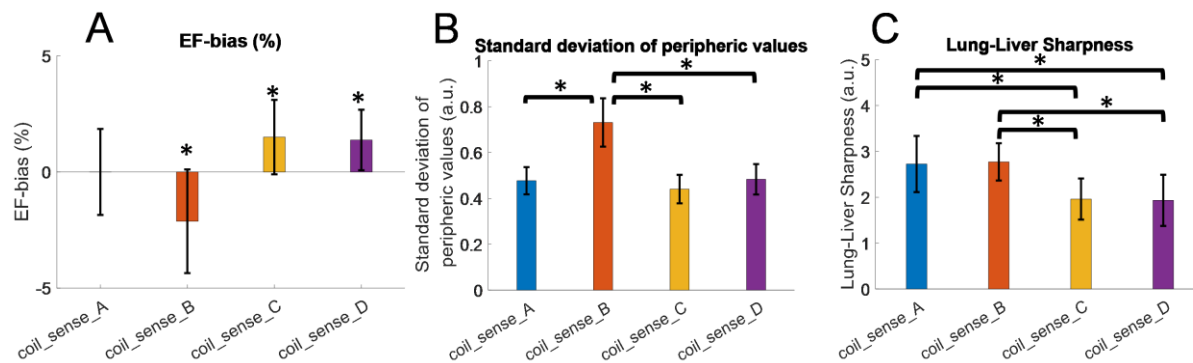 A
EF-bias (%)
5
0
-5
EF-bias (%)
*
*
*
coil_sense_A
coil_sense_B
coil_sense_C
coil_sense_D
B
Standard deviation of peripheric values
1
0.8
0.6
0.4
0.2
0
Standard deviation of
peripheric values (a.u.)
*
*
*
coil_sense_A
coil_sense_B
coil_sense_C
coil_sense_D
C
Lung-Liver Sharpness
5
4
3
2
1
0
Lung-Liver Sharpness (a.u.)
*
*
*
*
coil_sense_A
coil_sense_B
coil_sense_C
coil_sense_D